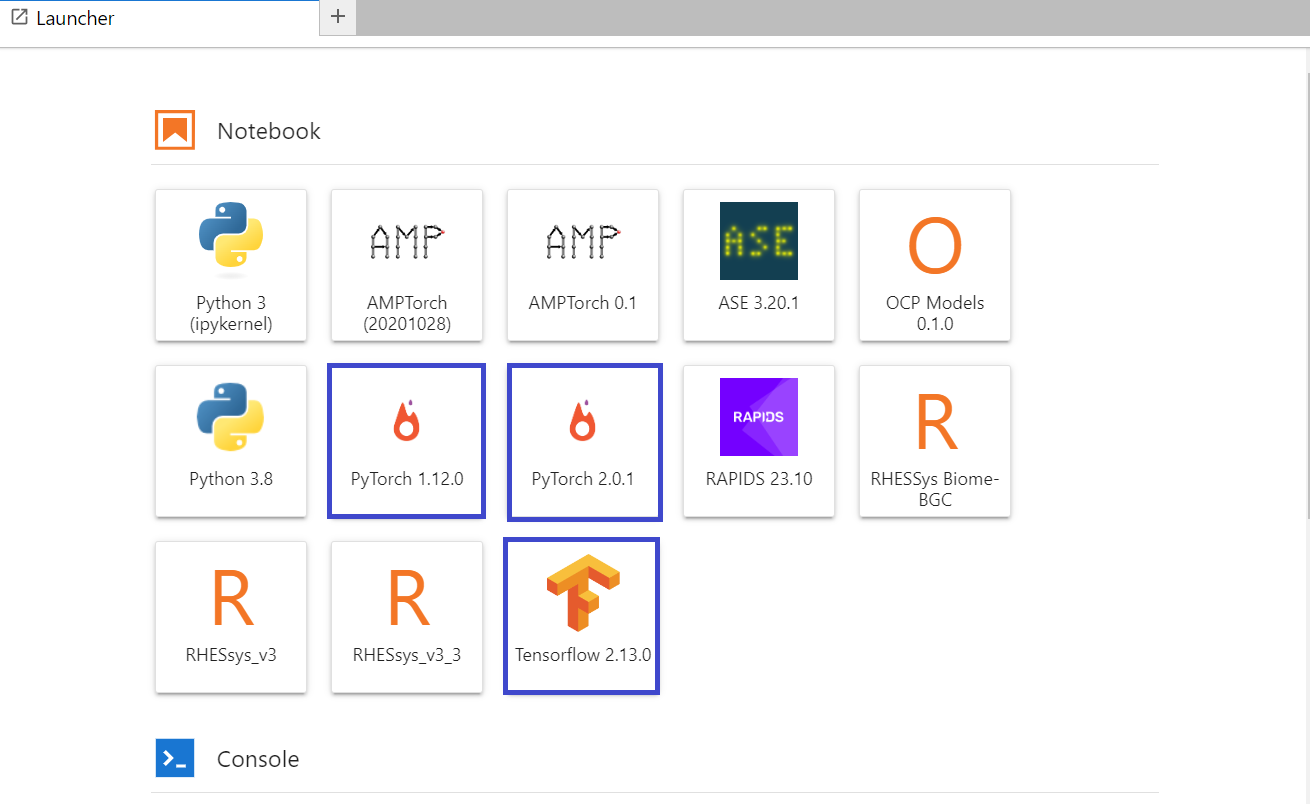 Launcher
Notebook
Python 3
(ipykernel)
AMP
AMPTorch
(20201028)
AMP
AMPTorch 0.1
ASE
ASE 3.20.1
O
OCP Models
0.1.0
Python 3.8
PyTorch 1.12.0
PyTorch 2.0.1
RAPIDS
RAPIDS 23.10
R
RHESSys Biome-
BGC
R
RHESsys_v3
R
RHESsys_v3_3
Tensorflow 2.13.0
Console